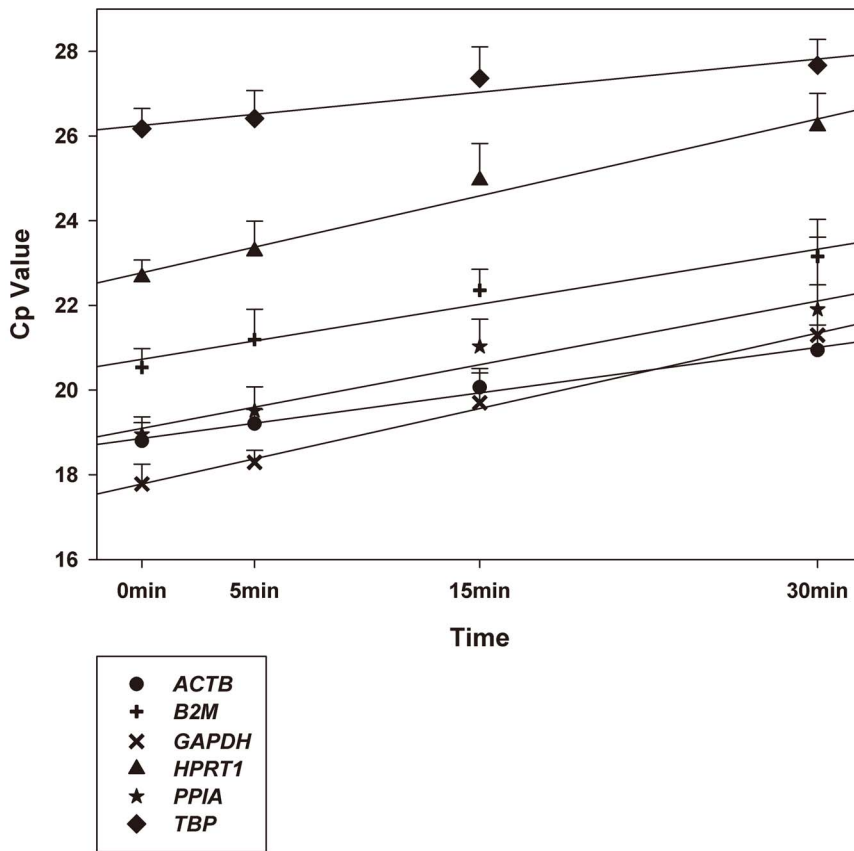 28
26
24
22
20
18
16
Cp Value
0min 5min 15min 30min
Time
ACTB
B2M
GAPDH
HPRT1
PPIA
TBP